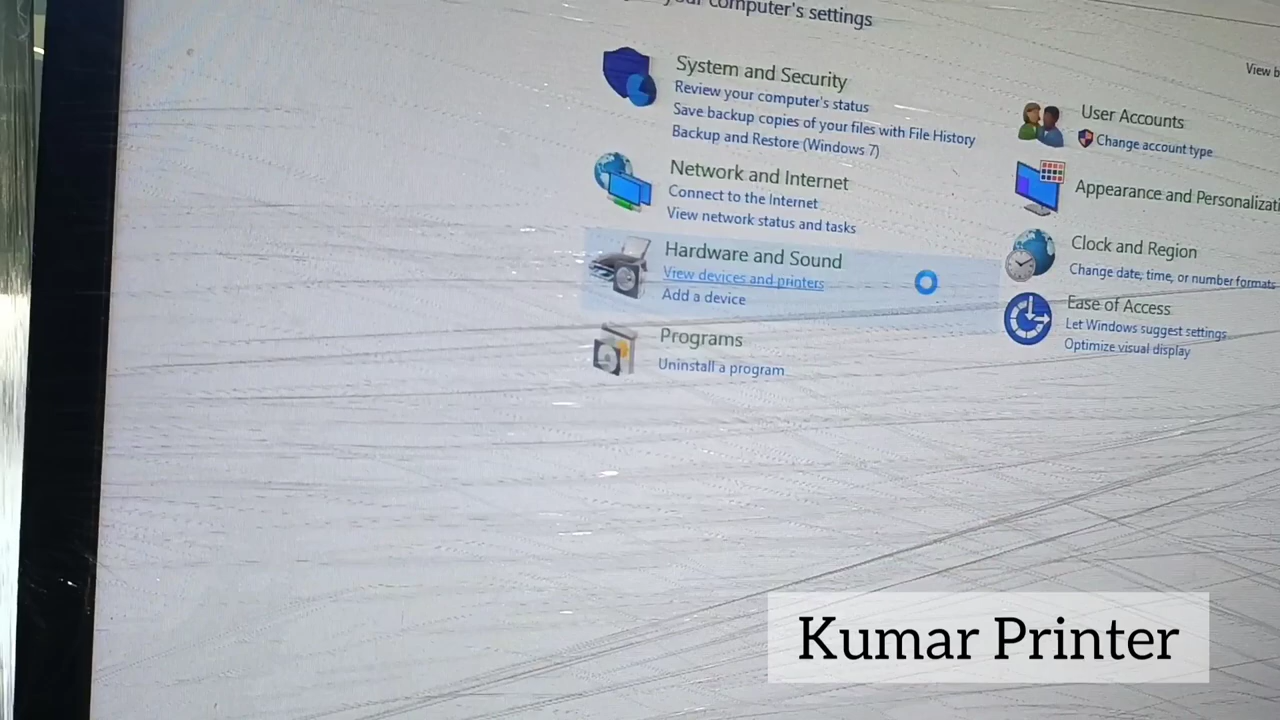 your computer's settings
View b
System and Security
Review your computer's status
Save backup copies of your files with File History
Backup and Restore (Windows 7)
Network and Internet
Connect to the Internet
View network status and tasks
Hardware and Sound
View devices and printers
Add a device
Programs
Uninstall a program
User Accounts
Change account type
Appearance and Personalizati
Clock and Region
Change date, time, or number formats
Ease of Access
Let Windows suggest settings
Optimize visual display
Kumar Printer